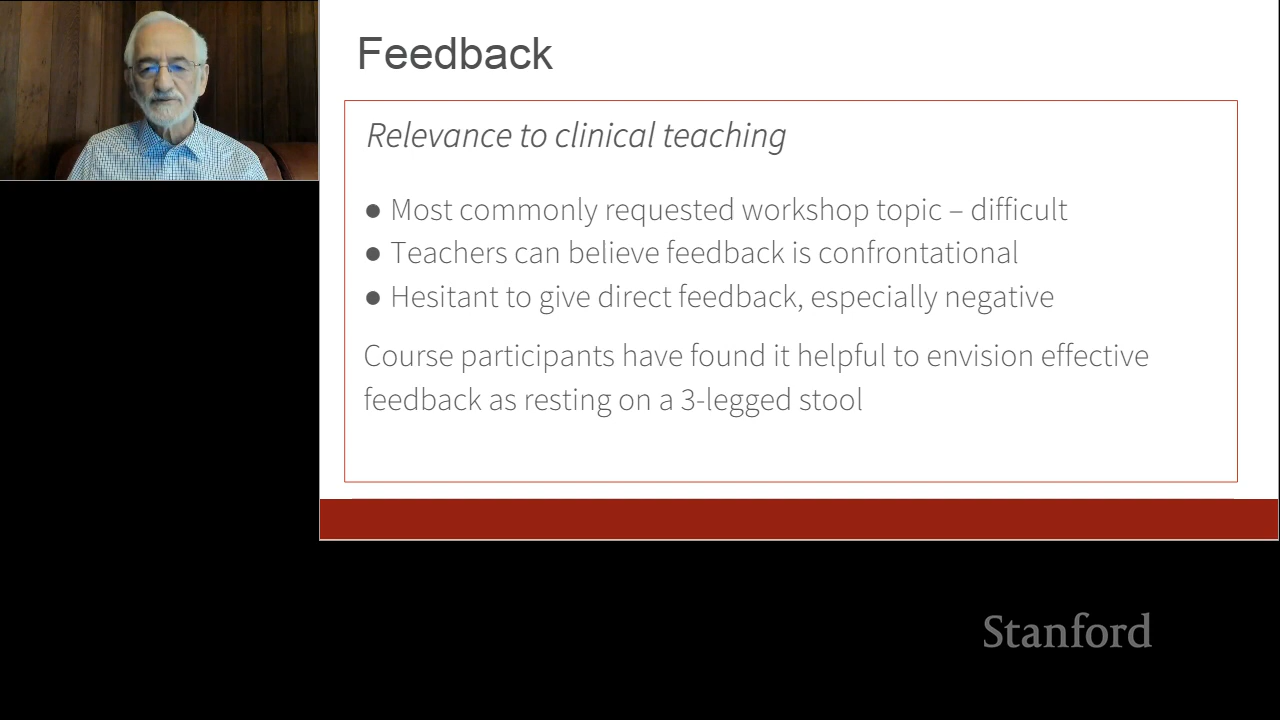 Feedback
Relevance to clinical teaching
● Most commonly requested workshop topic – difficult
● Teachers can believe feedback is confrontational
● Hesitant to give direct feedback, especially negative
Course participants have found it helpful to envision effective
feedback as resting on a 3-legged stool
Stanford